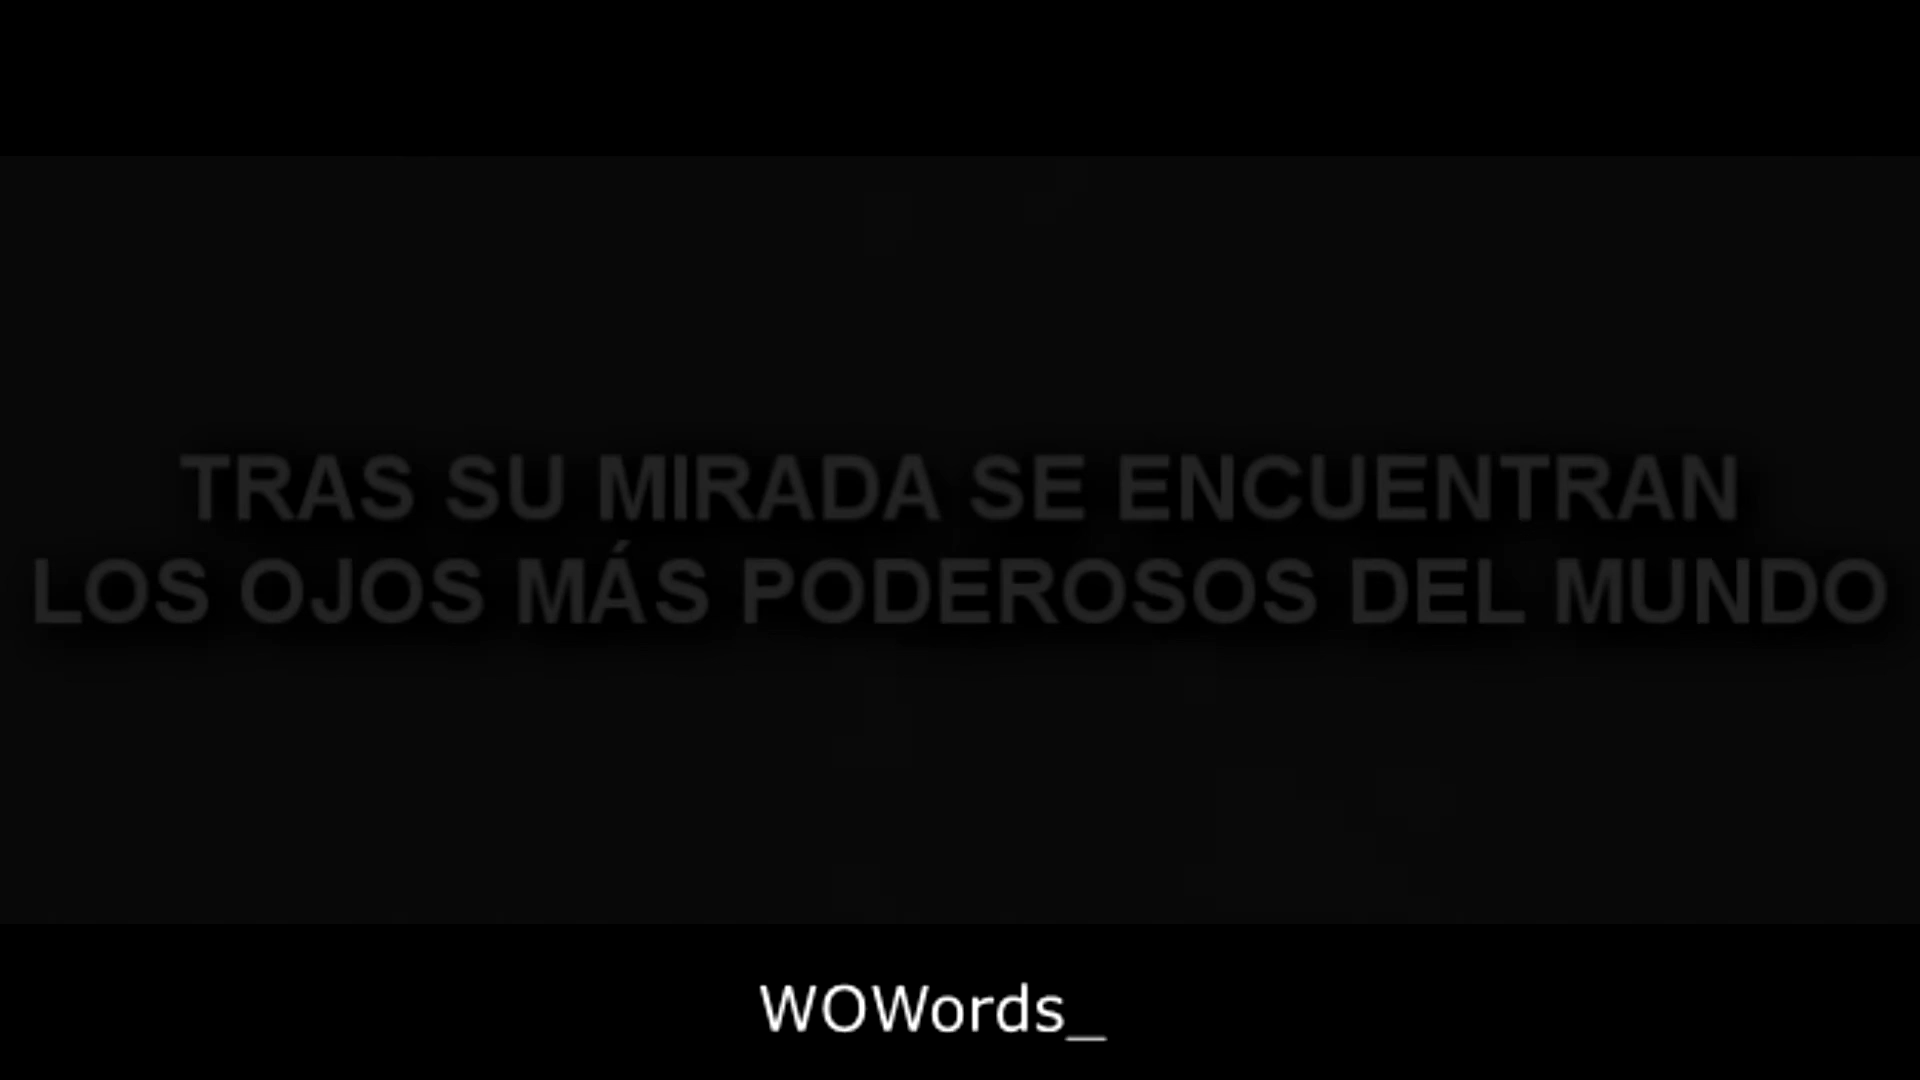 TRAS SU MIRADA SE ENCUENTRAN
LOS OJOS MÁS PODEROSOS DEL MUNDO
WOWords_